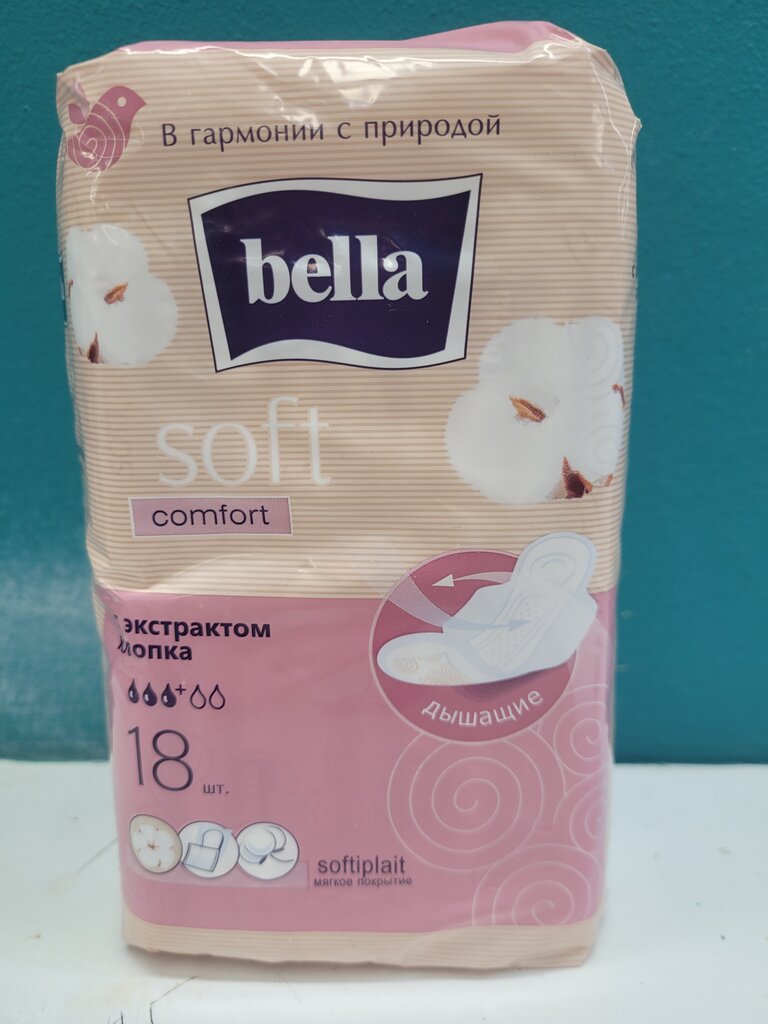 В гармонии с природой
bella
soft
comfort
экстрактом
дышащие
18 шт.
softiplait
мягкое покрытие